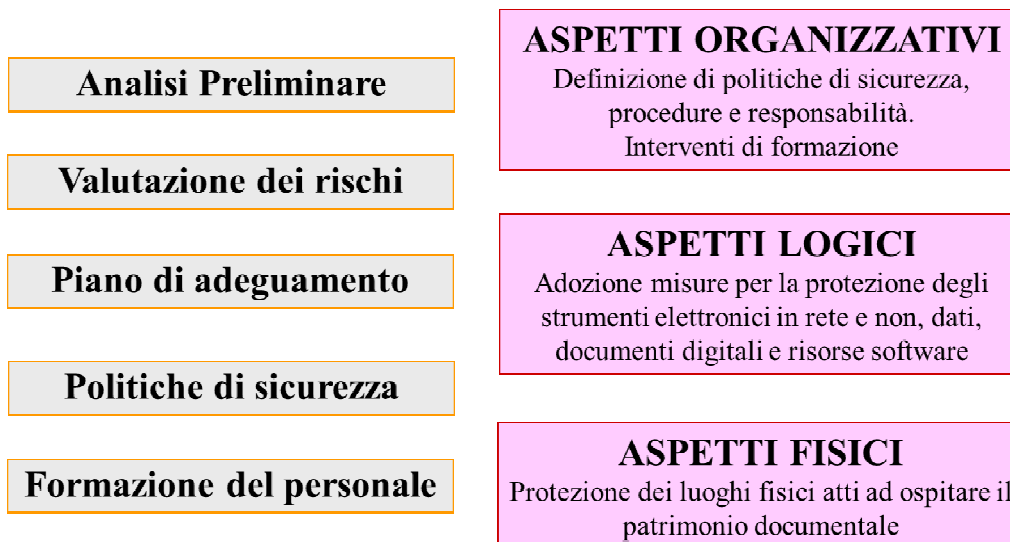 Analisi Preliminare
Valutazione dei rischi
Piano di adeguamento
Politiche di sicurezza
Formazione del personale
ASPETTI ORGANIZZATIVI
Definizione di politiche di sicurezza,
procedure e responsabilità.
Interventi di formazione
ASPETTI LOGICI
Adozione misure per la protezione degli
strumenti elettronici in rete e non, dati,
documenti digitali e risorse software
ASPETTI FISICI
Protezione dei luoghi fisici atti ad ospitare il
patrimonio documentale